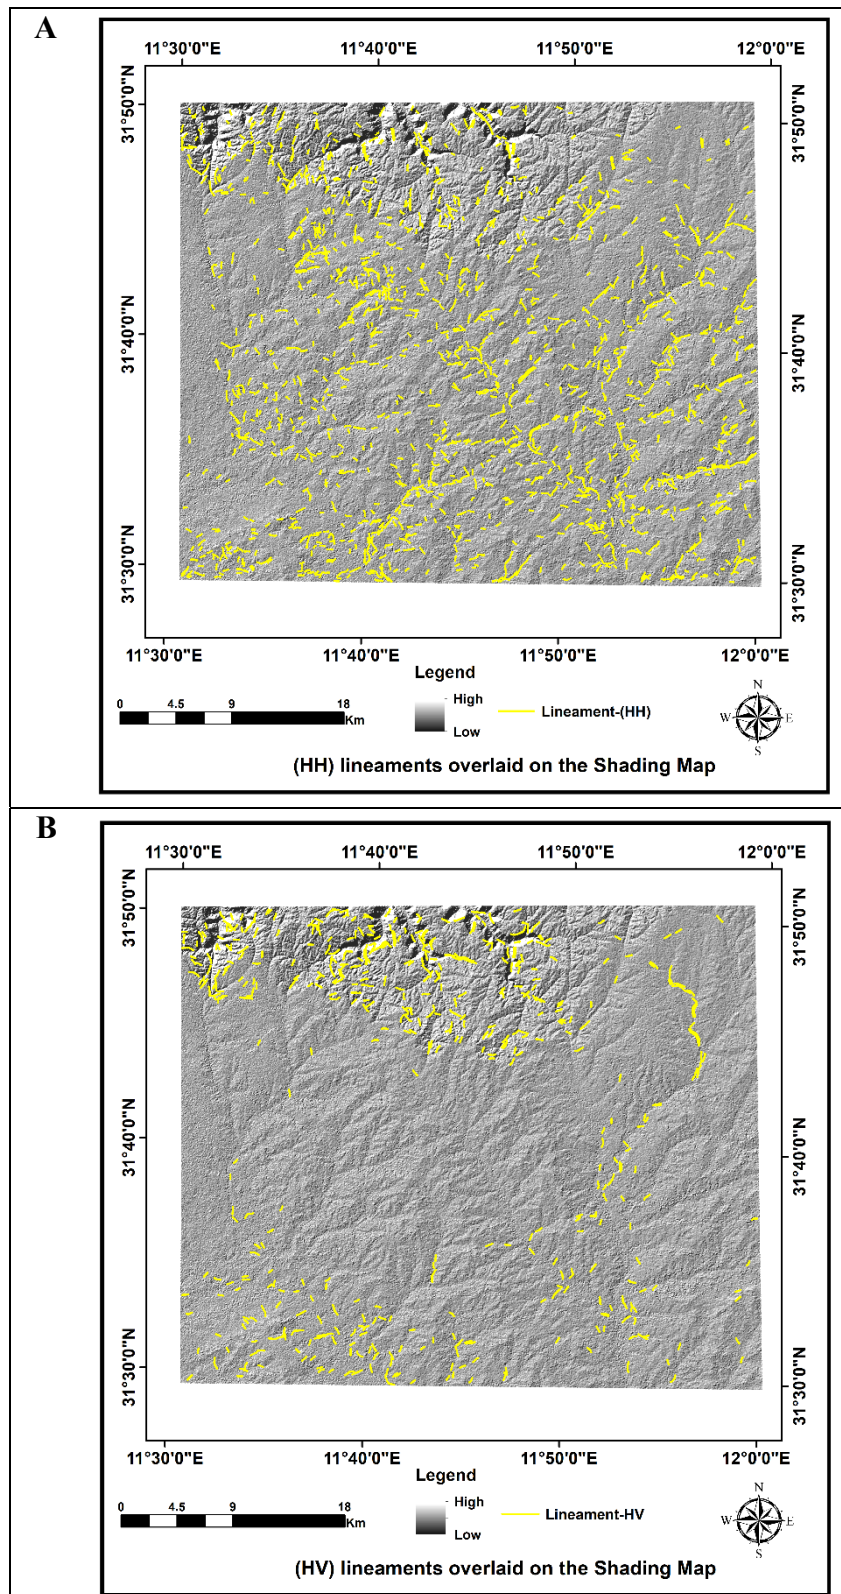 A
11°30'0"E 11°40'0"E 11°50'0"E 12°0'0"E
31°50'0"N 31°50'0"N
31°40'0"N 31°40'0"N
31°30'0"N 31°30'0"N
11°30'0"E 11°40'0"E 11°50'0"E 12°0'0"E
Legend
0 4.5 9 18
Km
High
Low
Lineament-(HH)
N
W E
S
(HH) lineaments overlaid on the Shading Map
B
11°30'0"E 11°40'0"E 11°50'0"E 12°0'0"E
31°50'0"N 31°50'0"N
31°40'0"N 31°40'0"N
31°30'0"N 31°30'0"N
11°30'0"E 11°40'0"E 11°50'0"E 12°0'0"E
Legend
0 4.5 9 18
Km
High
Low
Lineament-HV
N
W E
S
(HV) lineaments overlaid on the Shading Map